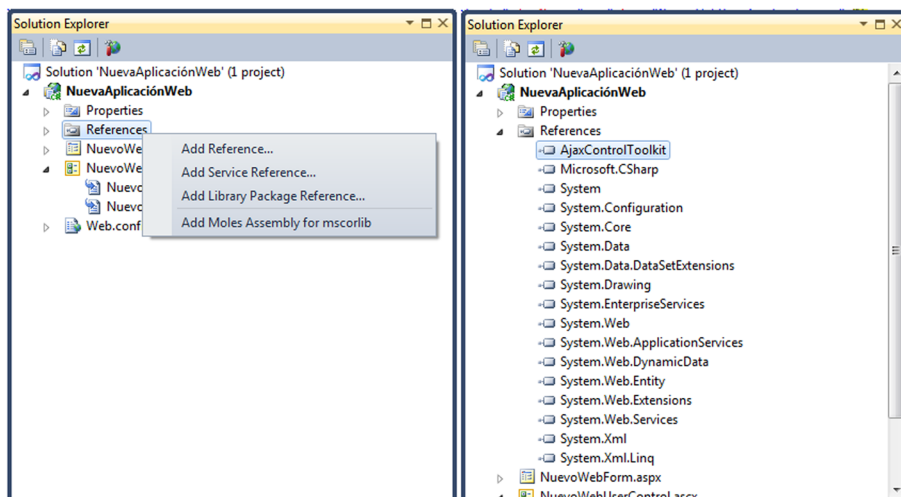 Solution Explorer
Solution 'NuevaAplicaciónWeb' (1 project)
NuevaAplicaciónWeb
Properties
References
NuevoWe
NuevoWe
Nuevo
Nuevo
Web.conf
Add Reference...
Add Service Reference...
Add Library Package Reference...
Add Moles Assembly for mscorlib
Solution Explorer
Solution 'NuevaAplicaciónWeb' (1 project)
NuevaAplicaciónWeb
Properties
References
AjaxControlToolkit
Microsoft.CSharp
System
System.Configuration
System.Core
System.Data
System.Data.DataSetExtensions
System.Drawing
System.EnterpriseServices
System.Web
System.Web.ApplicationServices
System.Web.DynamicData
System.Web.Entity
System.Web.Extensions
System.Web.Services
System.Xml
System.Xml.Linq
NuevoWebForm.aspx
NuevoWebUserControl.ascx